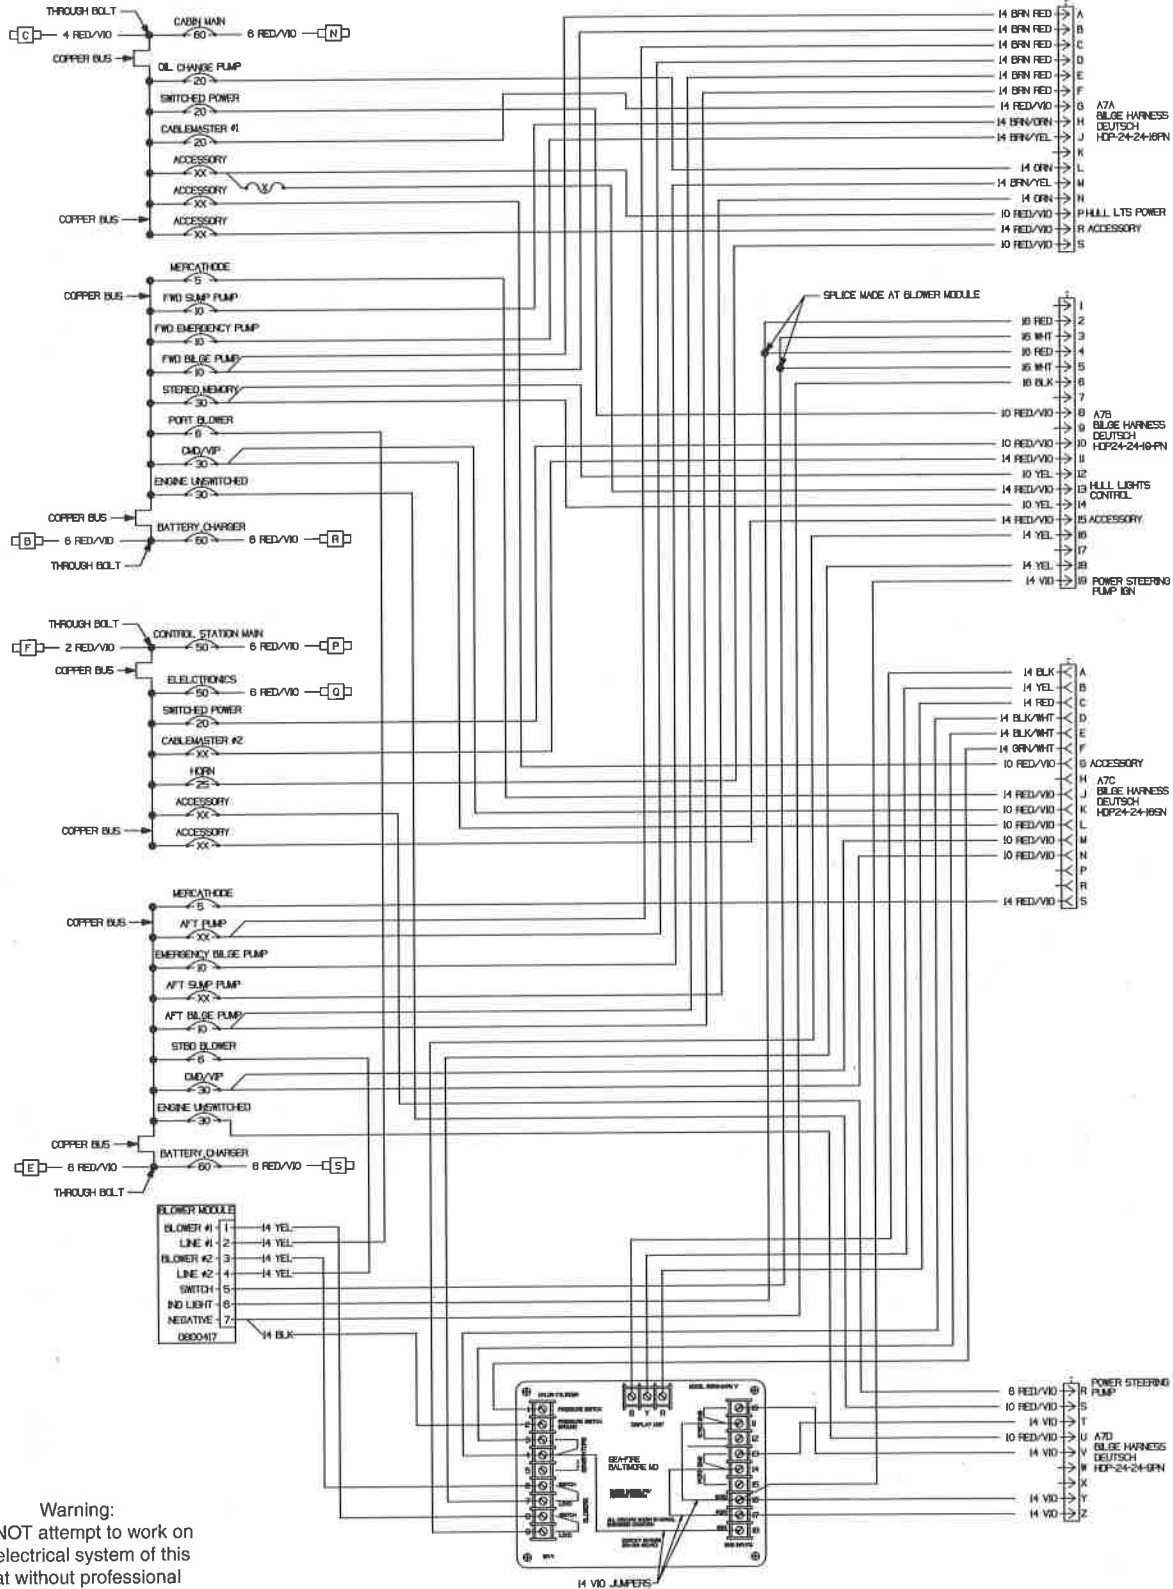 THROUGH BOLT
C 4 RED/VIO
CABIN MAIN
60
6 RED/VIO N
COPPER BUS
OIL CHANGE PUMP
20
SWITCHED POWER
20
CABLEMASTER #1
20
ACCESSORY
XX
X
ACCESSORY
XX
COPPER BUS
ACCESSORY
XX
MERCATHODE
5
COPPER BUS
FWD SUMP PUMP
10
FWD EMERGENCY PUMP
10
FWD BILGE PUMP
10
STEREO MEMORY
30
PORT BLOWER
6
CMD/VIP
30
ENGINE UNSWITCHED
30
COPPER BUS
BATTERY CHARGER
B 6 RED/VIO
60
6 RED/VIO R
THROUGH BOLT
THROUGH BOLT
CONTROL STATION MAIN
F 2 RED/VIO
50
6 RED/VIO P
COPPER BUS
ELELCTRONICS
50
6 RED/VIO Q
SWITCHED POWER
20
CABLEMASTER #2
XX
HORN
25
ACCESSORY
XX
COPPER BUS
ACCESSORY
XX
MERCATHODE
5
COPPER BUS
AFT PUMP
XX
EMERGENCY BILGE PUMP
10
AFT SUMP PUMP
XX
AFT BILGE PUMP
10
STBD BLOWER
6
CMD/VIP
30
ENGINE UNSWITCHED
30
COPPER BUS
BATTERY CHARGER
E 6 RED/VIO
60
6 RED/VIO S
THROUGH BOLT
BLOWER MODULE
BLOWER #1 1 14 YEL
LINE #1 2 14 YEL
BLOWER #2 3 14 YEL
LINE #2 4 14 YEL
SWITCH 5
IND LIGHT 6
NEGATIVE 7
14 BLK
0800417
14 BRN RED A
14 BRN RED B
14 BRN RED C
14 BRN RED D
14 BRN RED E
14 BRN RED F
14 RED/VIO G
14 BRN/ORN H
14 BRN/YEL J
K
14 ORN L
14 BRN/YEL M
14 ORN N
10 RED/VIO P HULL LTS POWER
14 RED/VIO R ACCESSORY
10 RED/VIO S
A7A
BILGE HARNESS
DEUTSCH
HDP-24-24-16PN
SPLICE MADE AT BLOWER MODULE
1
16 RED 2
16 WHT 3
16 RED 4
16 WHT 5
16 BLK 6
7
10 RED/VIO 8
9
10 RED/VIO 10
14 RED/VIO 11
10 YEL 12
14 RED/VIO 13 HULL LIGHTS
CONTROL
10 YEL 14
14 RED/VIO 15 ACCESSORY
14 YEL 16
17
14 YEL 18
14 VIO 19 POWER STEERING
PUMP IGN
A7B
BILGE HARNESS
DEUTSCH
HDP24-24-19-PN
14 BLK A
14 YEL B
14 RED C
14 BLK/WHT D
14 BLK/WHT E
14 GRN/WHT F
10 RED/VIO G ACCESSORY
H
14 RED/VIO J
10 RED/VIO K
10 RED/VIO L
10 RED/VIO M
10 RED/VIO N
P
R
14 RED/VIO S
A7C
BILGE HARNESS
DEUTSCH
HDP24-24-16SN
6 RED/VIO R POWER STEERING
PUMP
10 RED/VIO S
14 VIO T
10 RED/VIO U
14 VIO V
W
X
14 VIO Y
14 VIO Z
A7D
BILGE HARNESS
DEUTSCH
HDP-24-24-9PN
B Y R
DISPLAY UNIT
PRESSURE SWITCH
PRESSURE SWITCH
GROUND
SEA-FIRE
BALTIMORE MD
14 VIO JUMPERS
Warning:
NOT attempt to work on
electrical system of this
at without professional